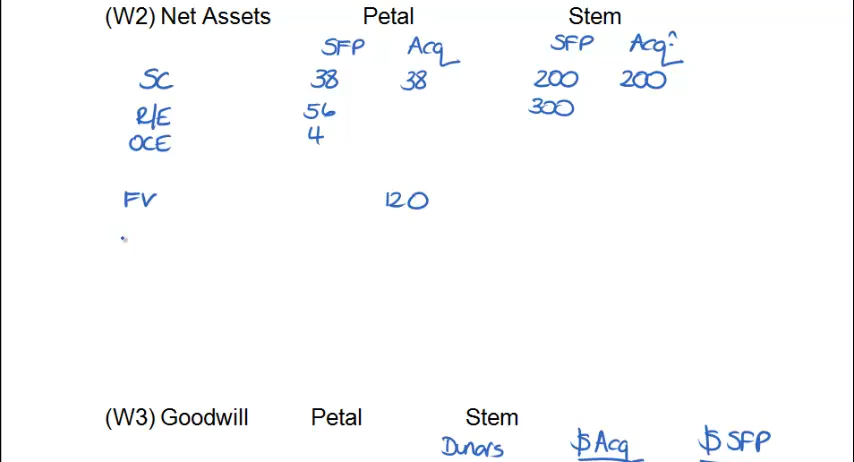 (W2) Net Assets Petal Stem
SFP Acq SFP Acq^
SC 38 38 200 200
R/E 56 300
OCE 4
FV 120
(W3) Goodwill Petal Stem
Dinars $ Acq $ SFP